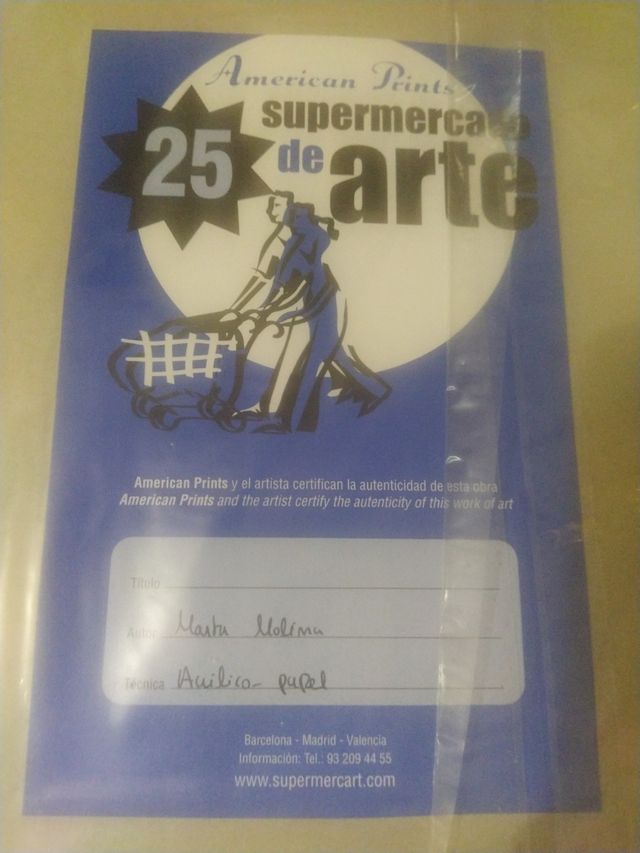 American Prints
supermercado
25
de arte
American Prints y el artista certifican la autenticidad de esta obra
American Prints and the artist certify the autenticity of this work of art
Título
Autor Marta Molina
Técnica Acrilico - papel
Barcelona - Madrid - Valencia
Información: Tel.: 93 209 44 55
www.supermercart.com